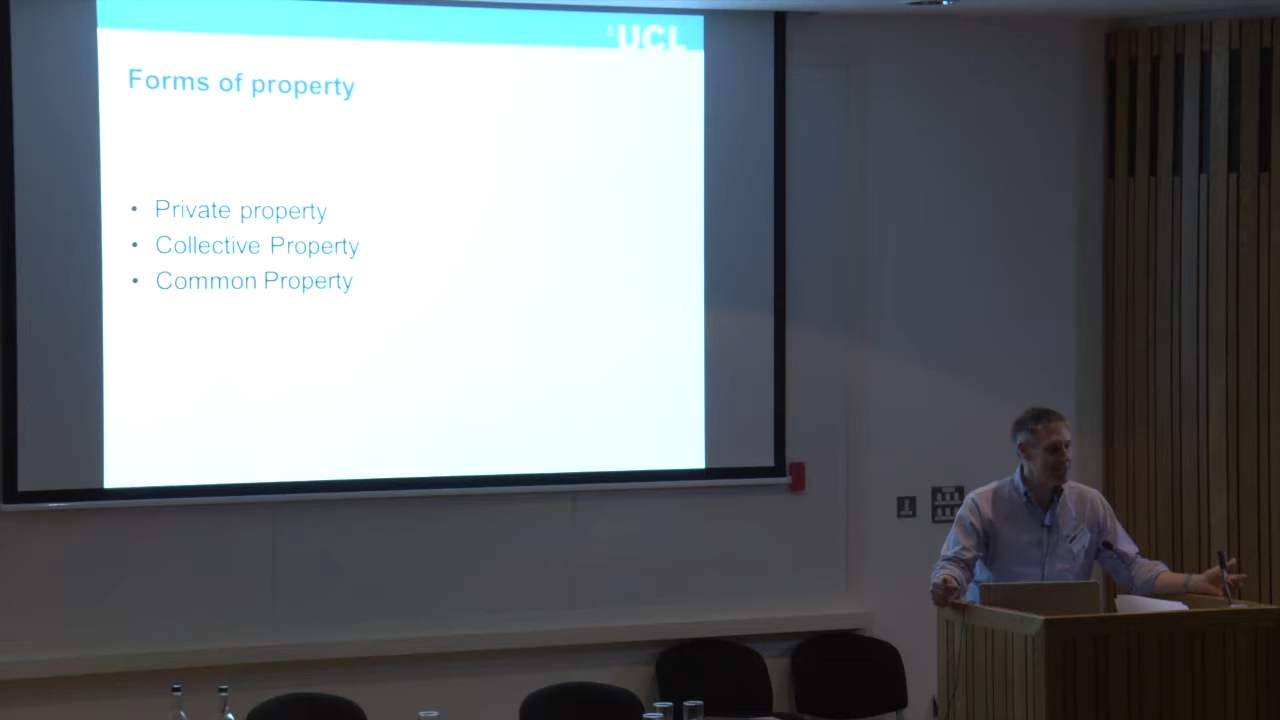 UCL
Forms of property
• Private property
• Collective Property
• Common Property